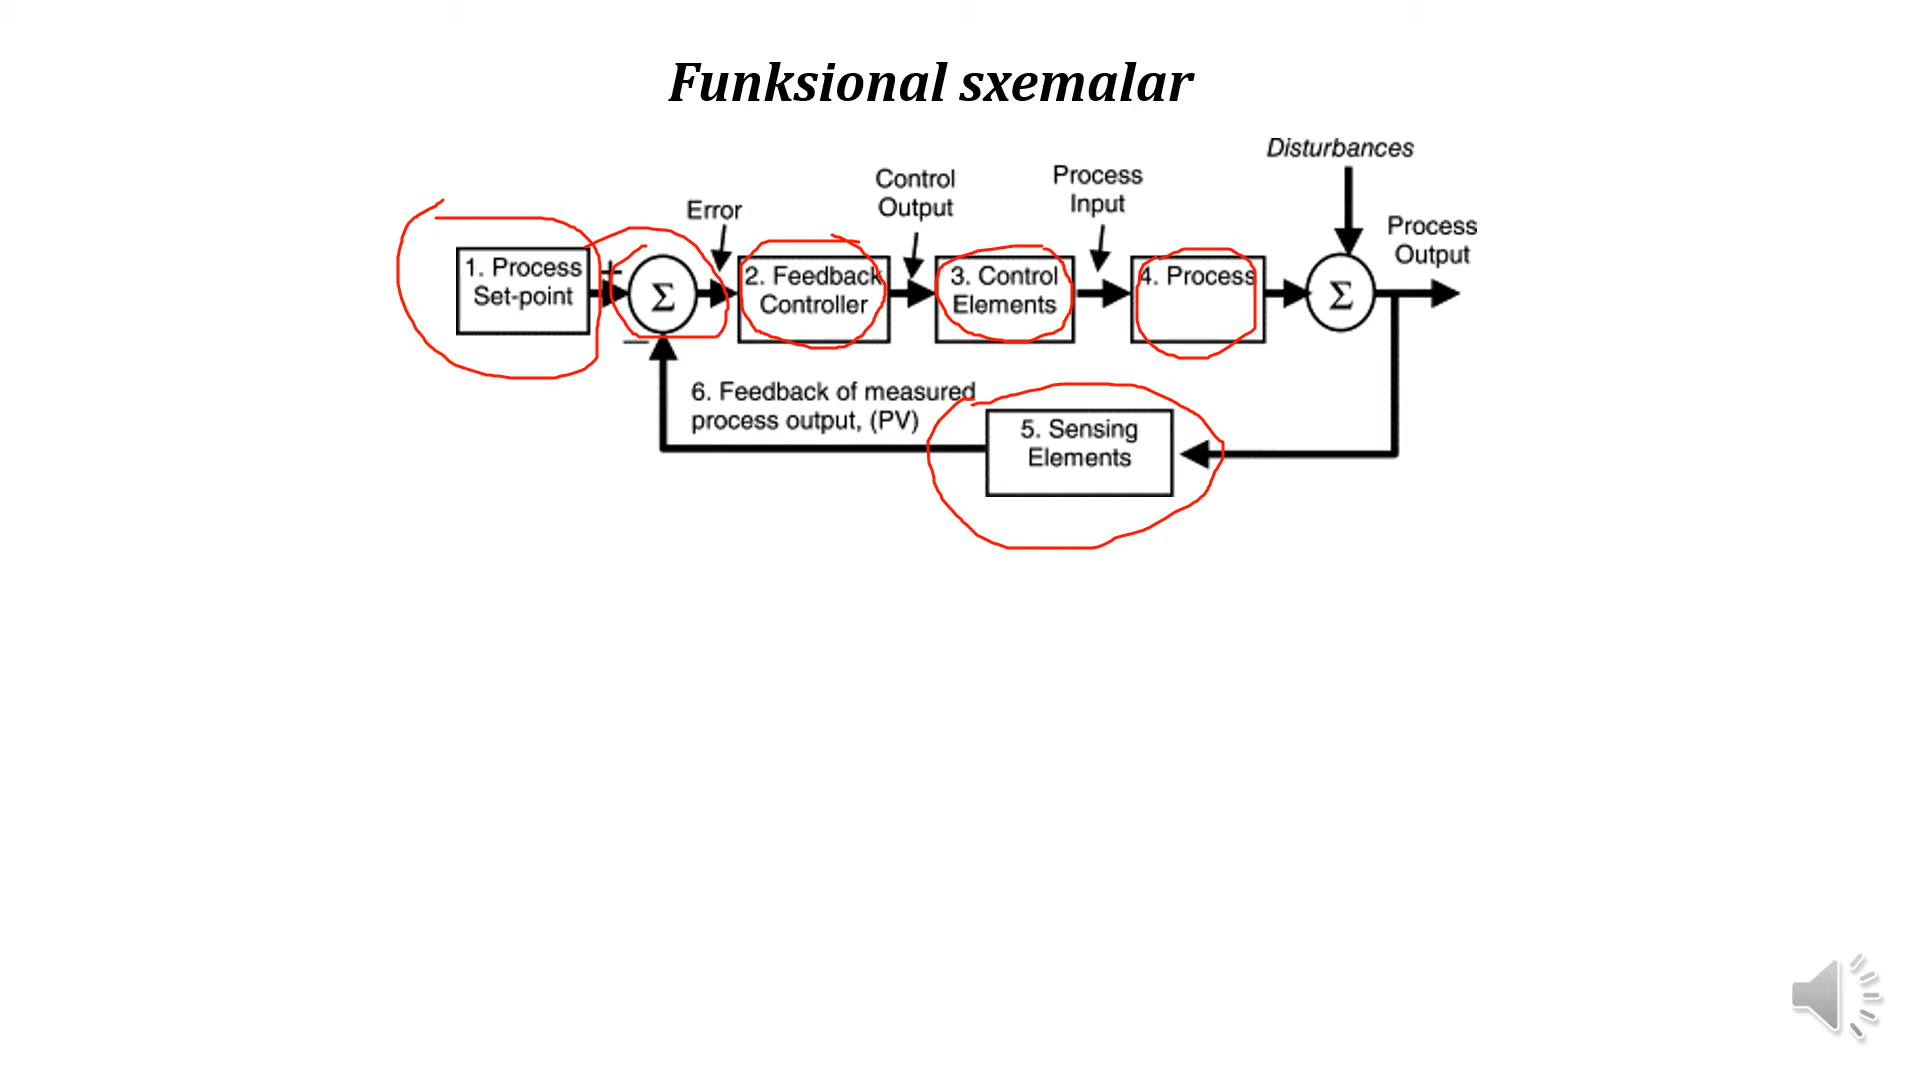 Funksional sxemalar
Disturbances
Control
Output
Process
Input
Error
Process
Output
1. Process
Set-point
+
Σ
−
2. Feedback
Controller
3. Control
Elements
4. Process
Σ
6. Feedback of measured
process output, (PV)
5. Sensing
Elements